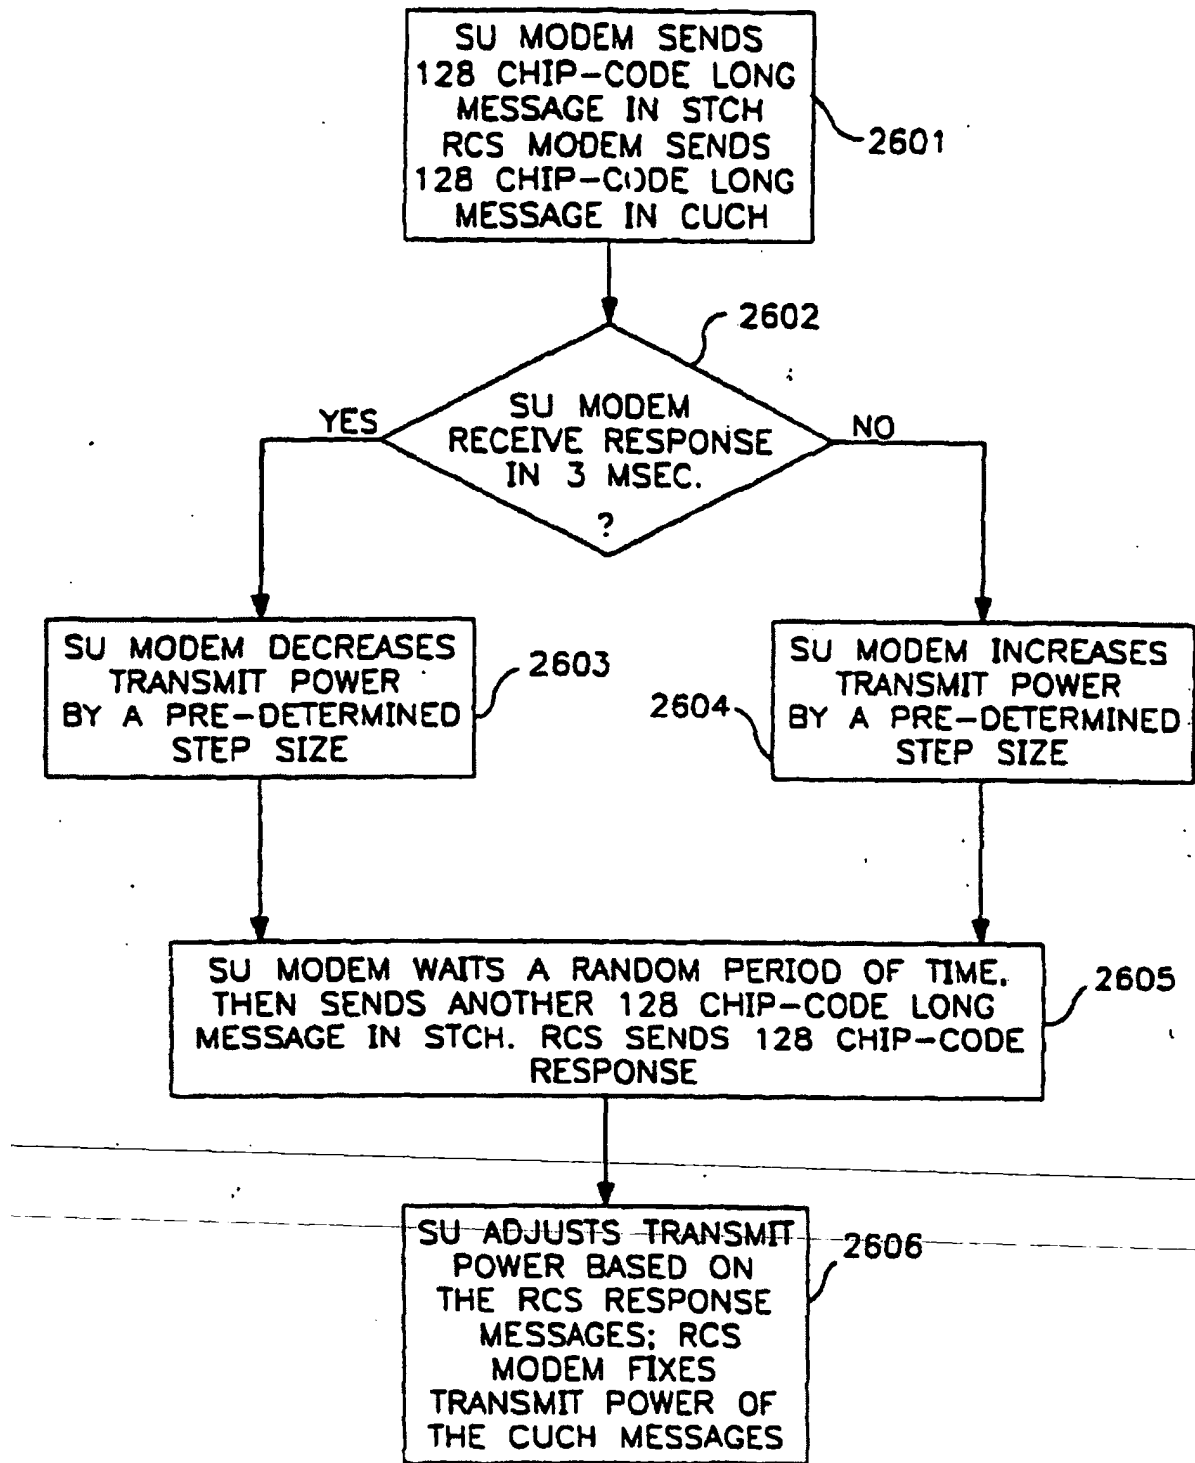 SU MODEM SENDS
128 CHIP-CODE LONG
MESSAGE IN STCH
RCS MODEM SENDS
128 CHIP-CODE LONG
MESSAGE IN CUCH
2601
2602
SU MODEM
RECEIVE RESPONSE
IN 3 MSEC.
?
YES
NO
SU MODEM DECREASES
TRANSMIT POWER
BY A PRE-DETERMINED
STEP SIZE
2603
SU MODEM INCREASES
TRANSMIT POWER
BY A PRE-DETERMINED
STEP SIZE
2604
SU MODEM WAITS A RANDOM PERIOD OF TIME,
THEN SENDS ANOTHER 128 CHIP-CODE LONG
MESSAGE IN STCH. RCS SENDS 128 CHIP-CODE
RESPONSE
2605
SU ADJUSTS TRANSMIT
POWER BASED ON
THE RCS RESPONSE
MESSAGES; RCS
MODEM FIXES
TRANSMIT POWER OF
THE CUCH MESSAGES
2606